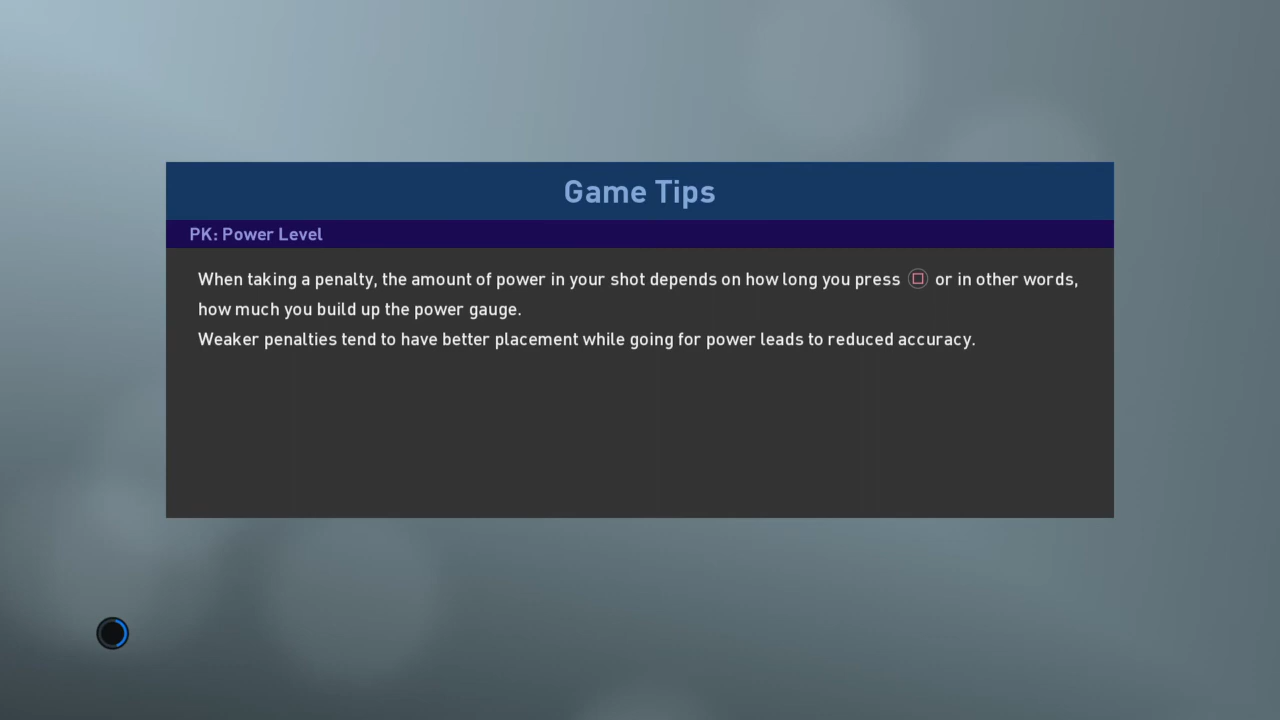 Game Tips
PK: Power Level
When taking a penalty, the amount of power in your shot depends on how long you press □ or in other words,
how much you build up the power gauge.
Weaker penalties tend to have better placement while going for power leads to reduced accuracy.